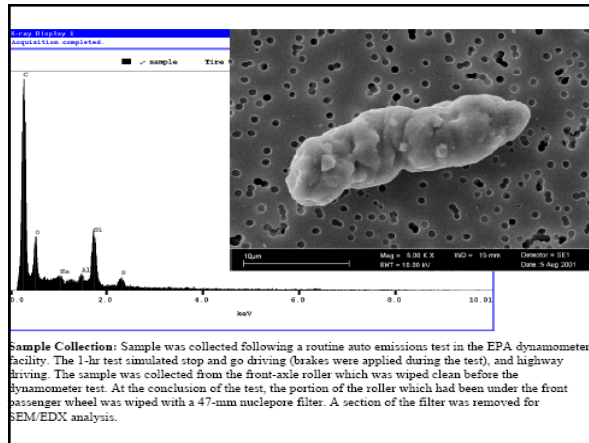 X-ray Display 1
Acquisition completed.
sample Tire
C
O
Na
Al
Si
S
0.0 2.0 4.0 6.0 8.0 10.01
keV
10µm
Mag = 5.00 K X WD = 15 mm Detector = SE1
EHT = 10.00 kV Date :5 Aug 2001
Sample Collection: Sample was collected following a routine auto emissions test in the EPA dynamometer
facility. The 1-hr test simulated stop and go driving (brakes were applied during the test), and highway
driving. The sample was collected from the front-axle roller which was wiped clean before the
dynamometer test. At the conclusion of the test, the portion of the roller which had been under the front
passenger wheel was wiped with a 47-mm nuclepore filter. A section of the filter was removed for
SEM/EDX analysis.